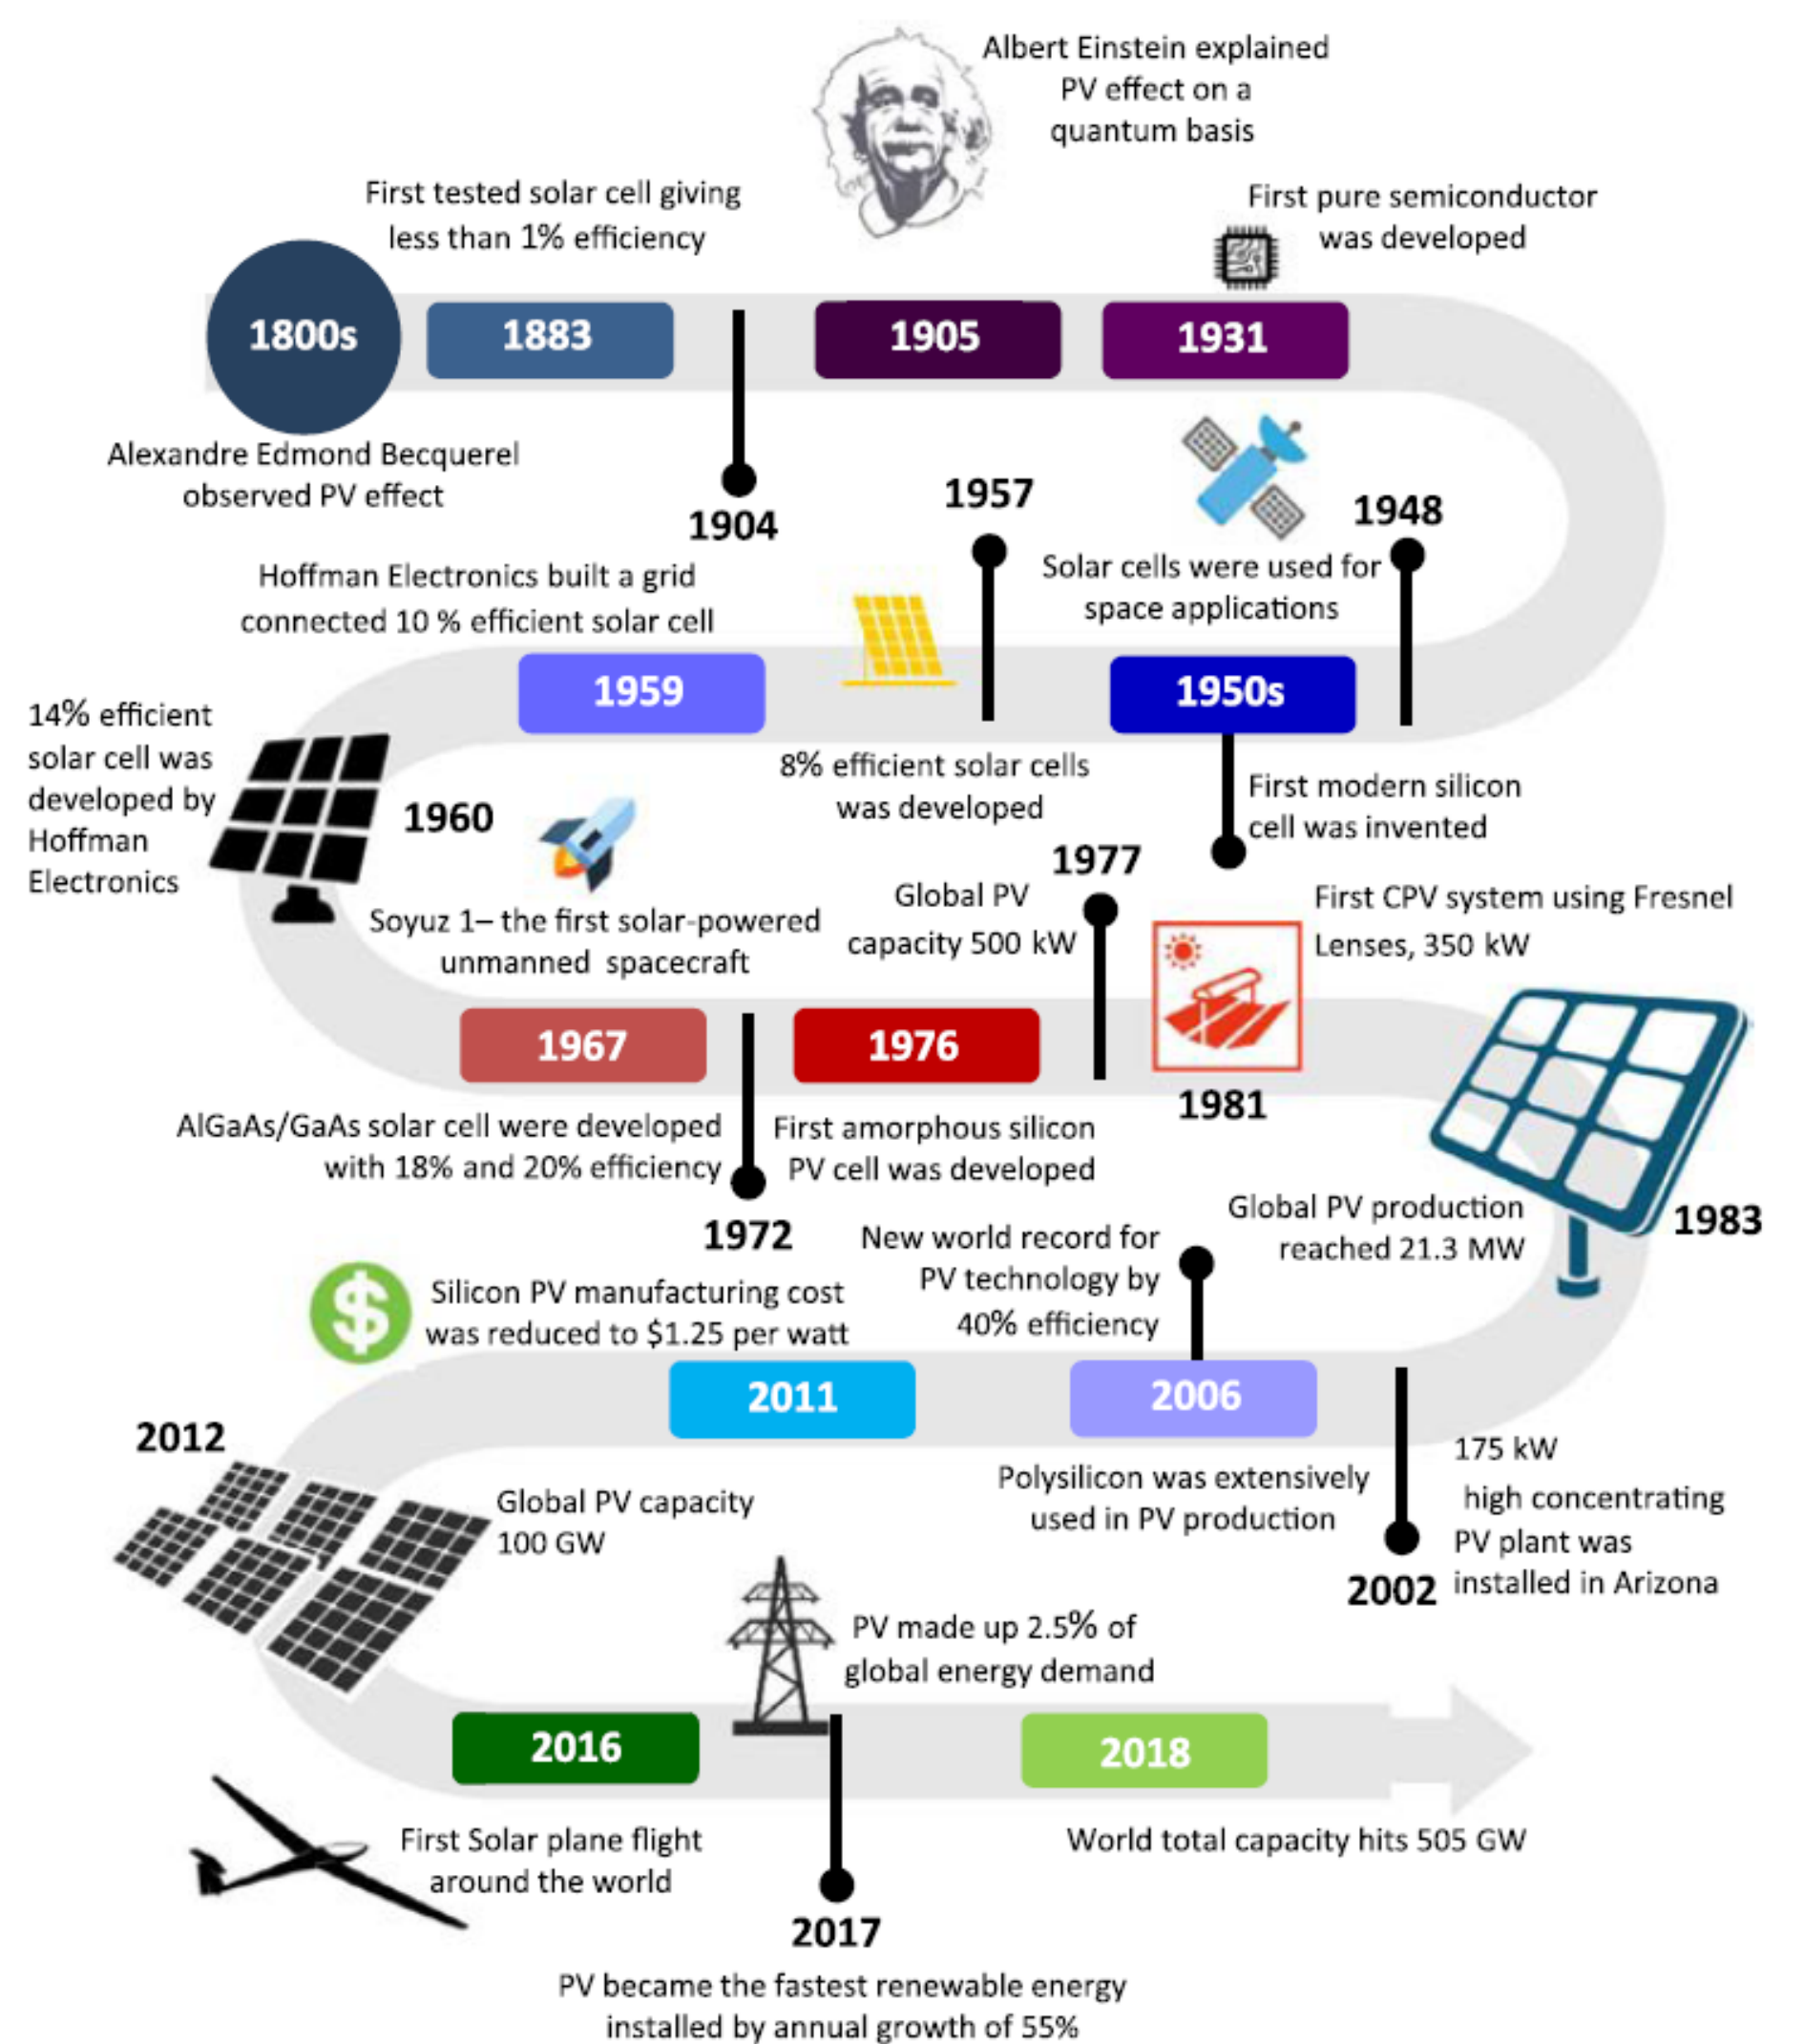 Albert Einstein explained
PV effect on a
quantum basis
First tested solar cell giving
less than 1% efficiency
First pure semiconductor
was developed
1800s
1883
1905
1931
Alexandre Edmond Becquerel
observed PV effect
1904
1957
1948
Hoffman Electronics built a grid
connected 10 % efficient solar cell
Solar cells were used for
space applications
1959
1950s
14% efficient
solar cell was
developed by
Hoffman
Electronics
1960
8% efficient solar cells
was developed
First modern silicon
cell was invented
1977
Soyuz 1– the first solar-powered
unmanned spacecraft
Global PV
capacity 500 kW
First CPV system using Fresnel
Lenses, 350 kW
1967
1976
1981
AlGaAs/GaAs solar cell were developed
with 18% and 20% efficiency
First amorphous silicon
PV cell was developed
1972
1983
Global PV production
reached 21.3 MW
New world record for
PV technology by
40% efficiency
Silicon PV manufacturing cost
was reduced to $1.25 per watt
$
2011
2006
2012
Global PV capacity
100 GW
Polysilicon was extensively
used in PV production
175 kW
high concentrating
PV plant was
installed in Arizona
2002
PV made up 2.5% of
global energy demand
2016
2018
First Solar plane flight
around the world
World total capacity hits 505 GW
2017
PV became the fastest renewable energy
installed by annual growth of 55%